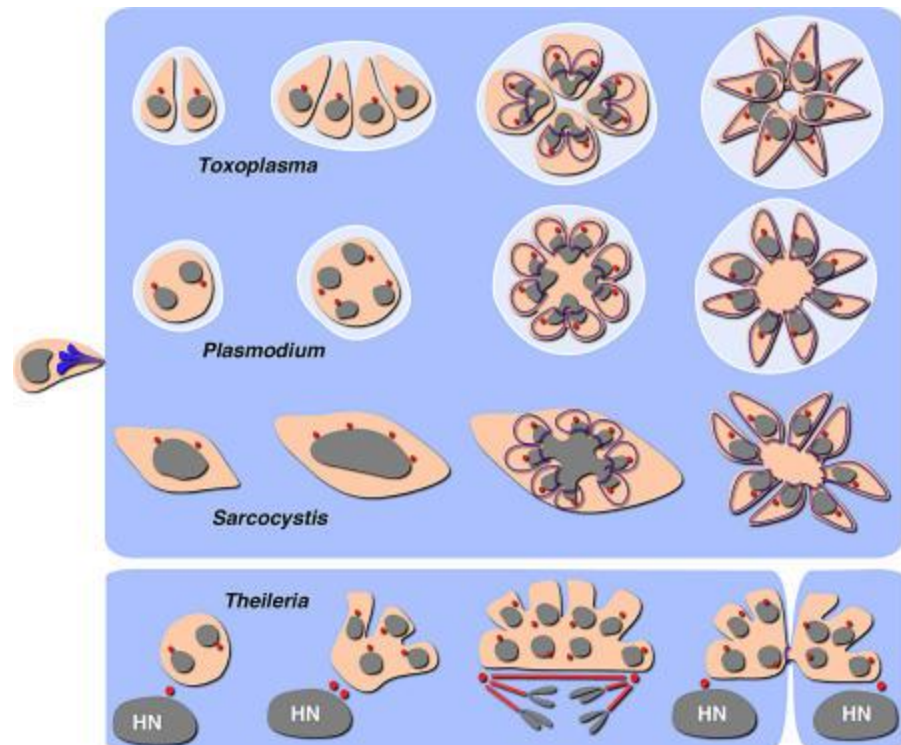 Toxoplasma
Plasmodium
Sarcocystis
Theileria
HN
HN
HN
HN